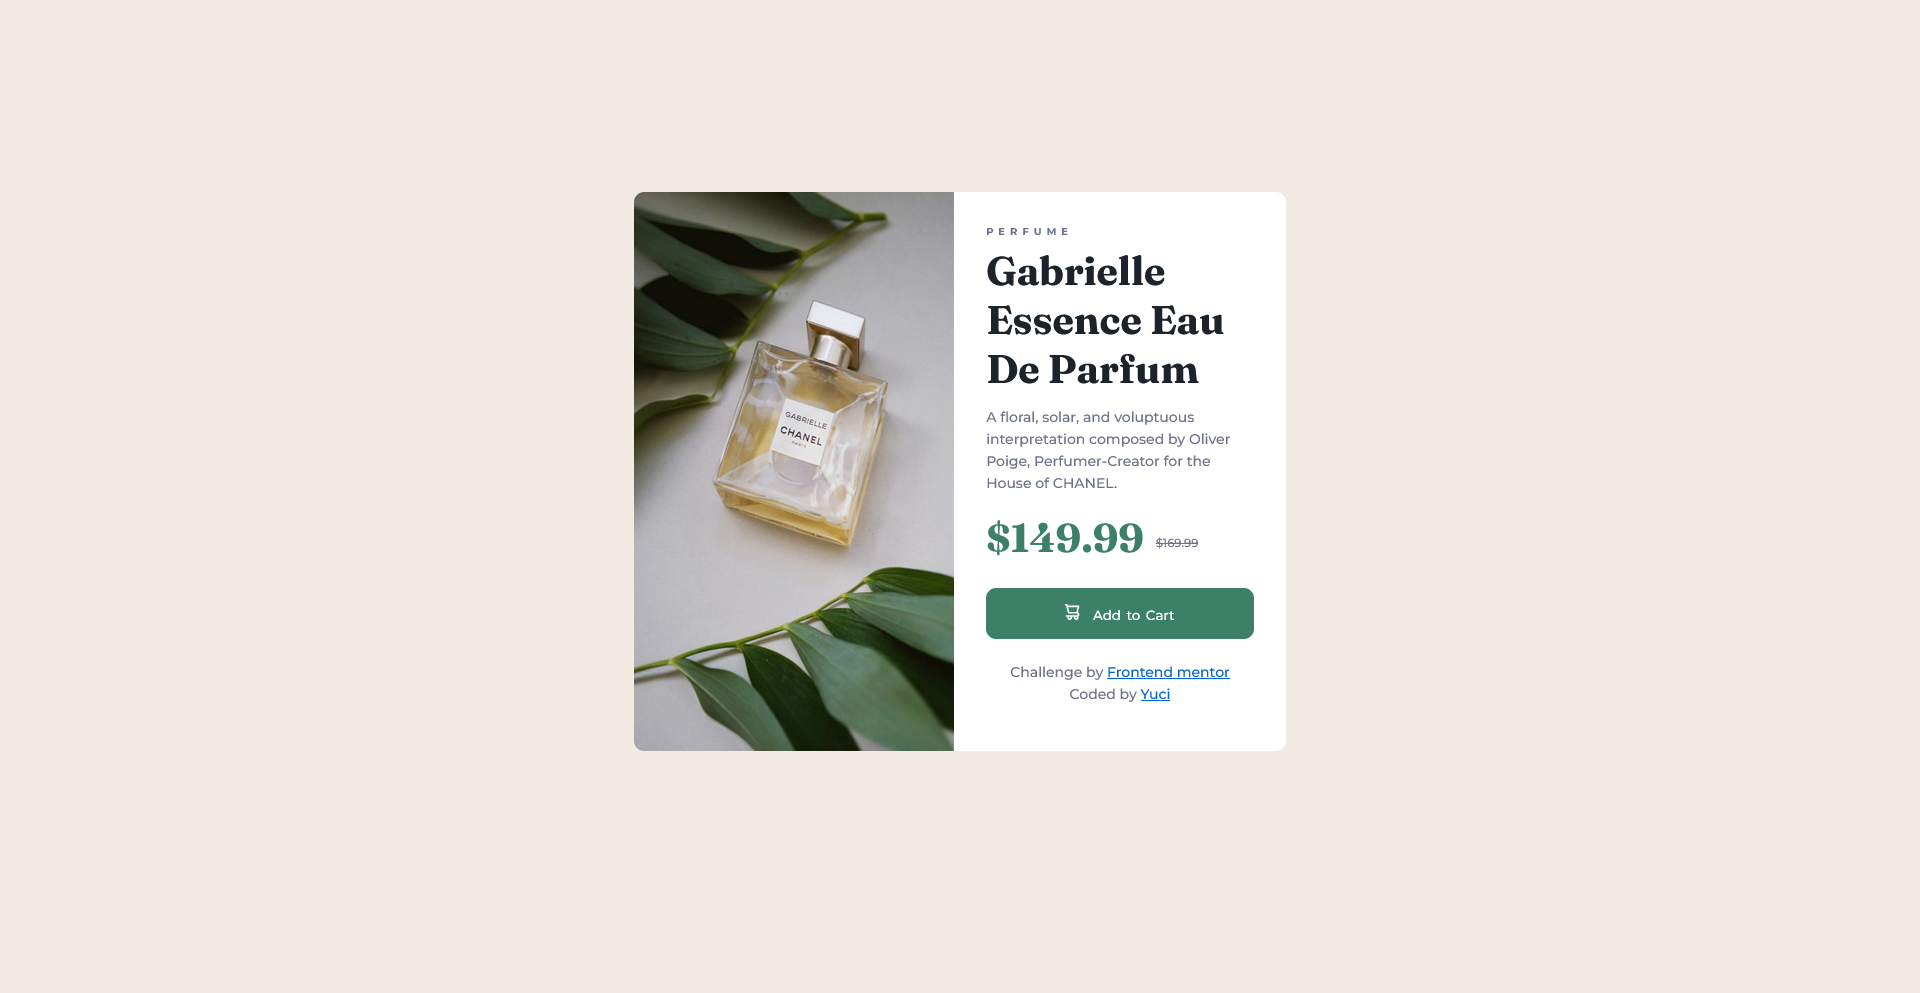 GABRIELLE
CHANEL
PARIS
PERFUME
Gabrielle
Essence Eau
De Parfum
A floral, solar, and voluptuous
interpretation composed by Oliver
Poige, Perfumer-Creator for the
House of CHANEL.
$149.99 $169.99
Add to Cart
Challenge by Frontend mentor
Coded by Yuci